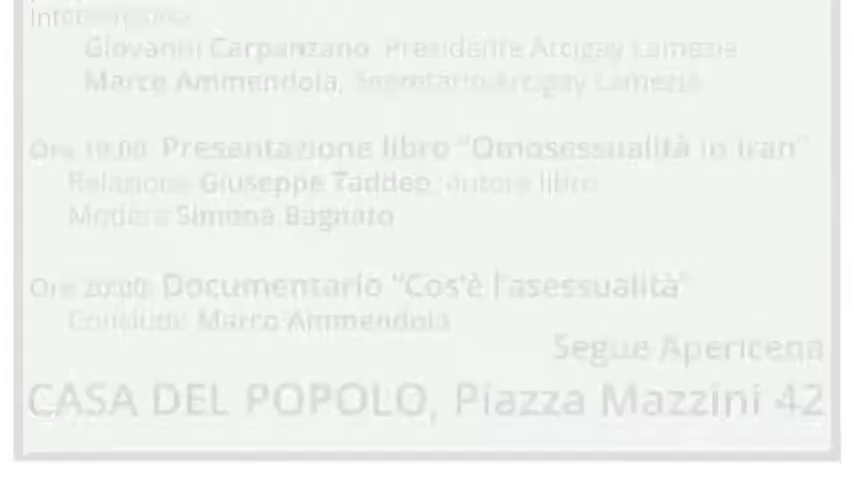 Giovanni Carpanzano, Presidente Arcigay Lamezia
- Marco Ammendola, Segretario Arcigay Lamezia
Ore 19.00: Presentazione libro "Omosessualità in Iran"
Relazione Giuseppe Taddeo, autore libro
Modera Simona Bagnato
Ore 20:00: Documentario "Cos'è l'asessualità"
Conclude Marco Ammendola
Segue Apericena
CASA DEL POPOLO, Piazza Mazzini 42